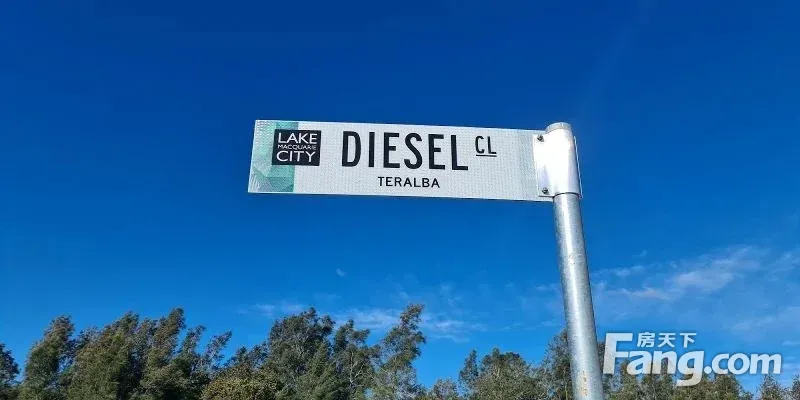 LAKE
MACQUARIE
CITY
DIESEL CL
TERALBA
房天下
Fang.com